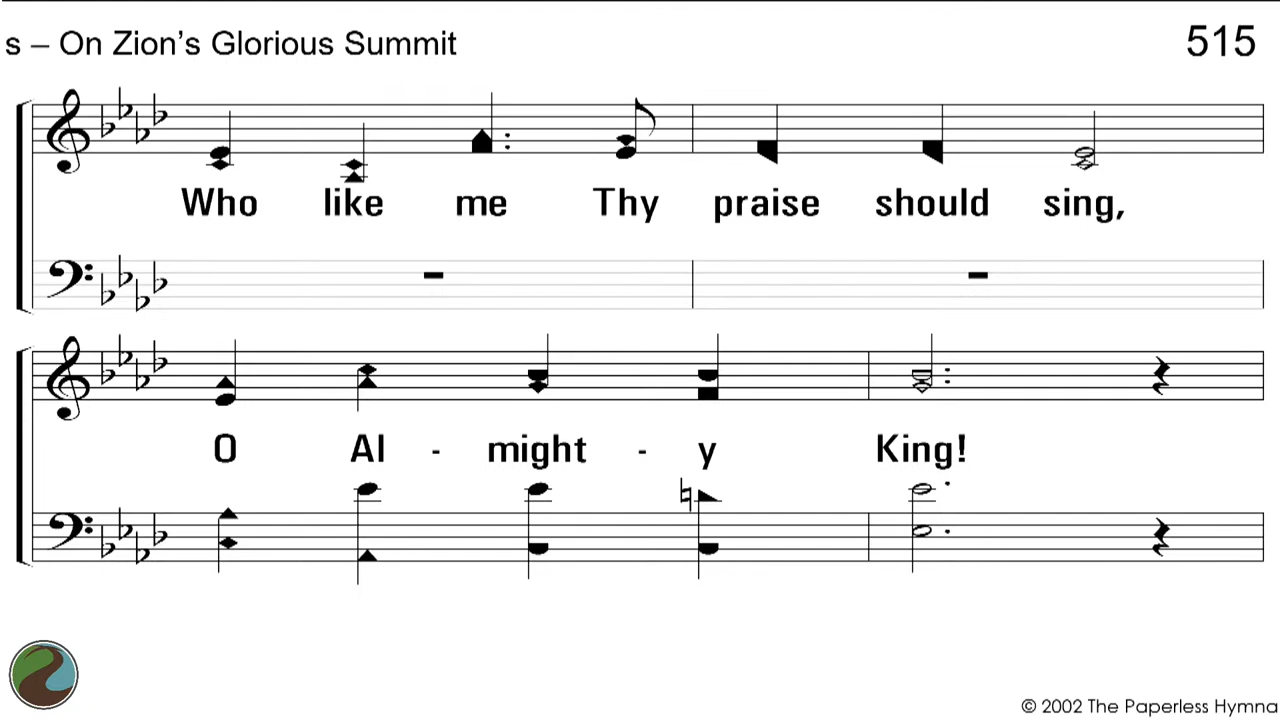 s – On Zion’s Glorious Summit
515
Who like me Thy praise should sing,
O Al - might - y King!
© 2002 The Paperless Hymna